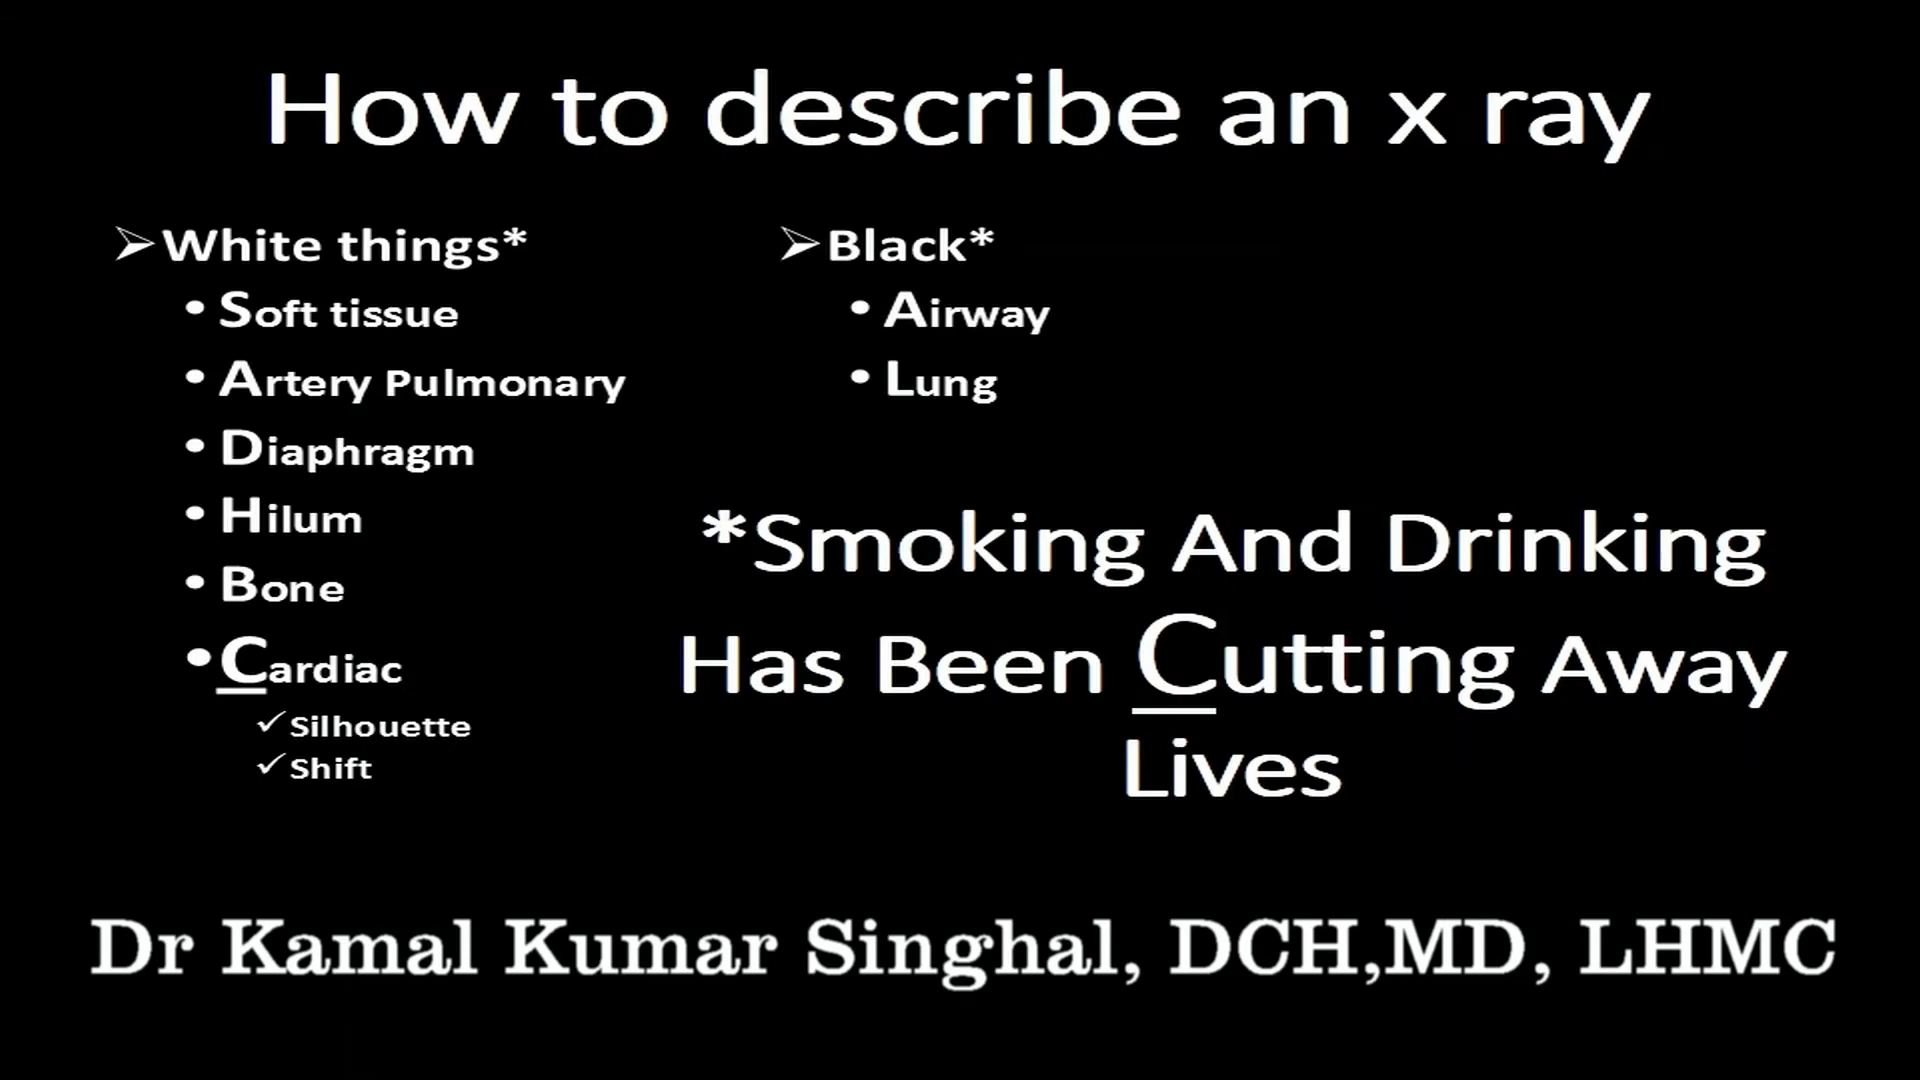 How to describe an x ray
➢White things*
• Soft tissue
• Artery Pulmonary
• Diaphragm
• Hilum
• Bone
• Cardiac
✓Silhouette
✓Shift
➢Black*
• Airway
• Lung
*Smoking And Drinking
Has Been Cutting Away
Lives
Dr Kamal Kumar Singhal, DCH,MD, LHMC